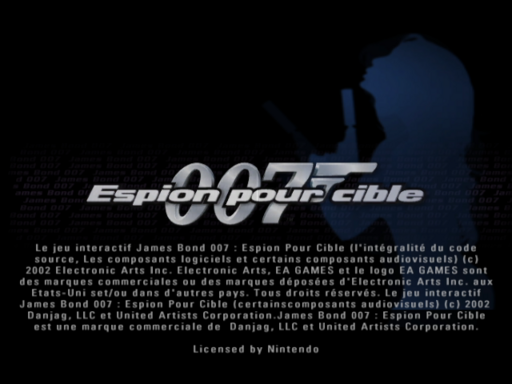 007
Espion pour cible
Le jeu interactif James Bond 007 : Espion Pour Cible (l'intégralité du code
source, Les composants logiciels et certains composants audiovisuels) (c)
2002 Electronic Arts Inc. Electronic Arts, EA GAMES et le logo EA GAMES sont
des marques commerciales ou des marques déposées d'Electronic Arts Inc. aux
Etats-Uni set/ou dans d'autres pays. Tous droits réservés. Le jeu interactif
James Bond 007 : Espion Pour Cible (certainscomposants audiovisuels) (c) 2002
Danjag, LLC et United Artists Corporation.James Bond 007 : Espion Pour Cible
est une marque commerciale de  Danjag, LLC et United Artists Corporation.
Licensed by Nintendo